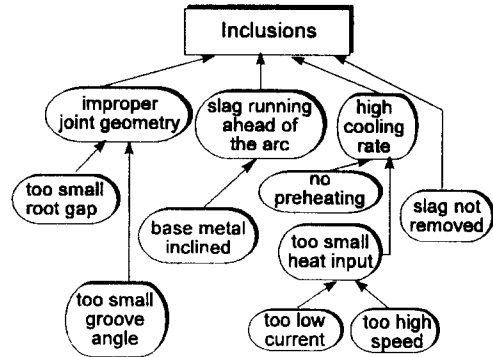 Inclusions
improper
joint geometry
slag running
ahead of
the arc
high
cooling
rate
too small
root gap
no
preheating
slag not
removed
base metal
inclined
too small
heat input
too small
groove
angle
too low
current
too high
speed